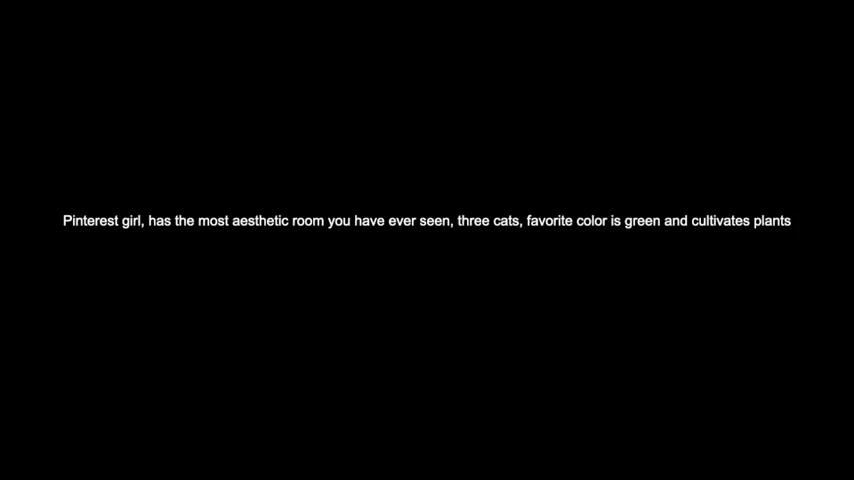 Pinterest girl, has the most aesthetic room you have ever seen, three cats, favorite color is green and cultivates plants